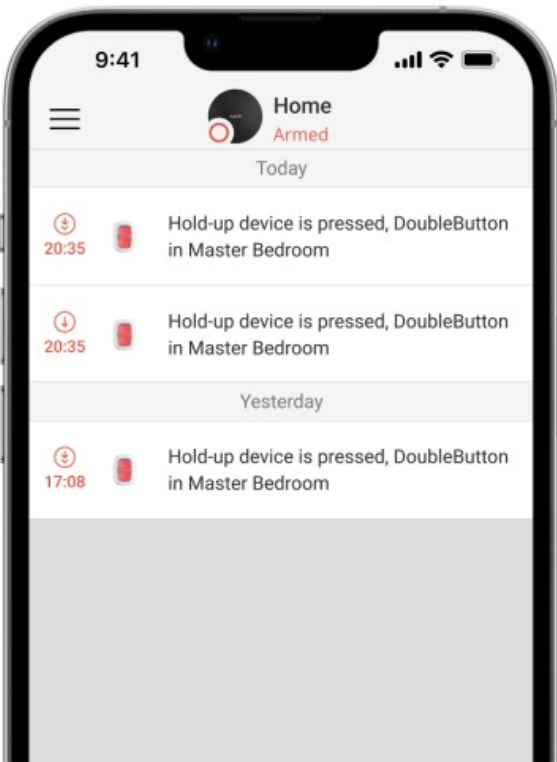 9:41
Home
Armed
Today
Hold-up device is pressed, DoubleButton
20:35
in Master Bedroom
Hold-up device is pressed, DoubleButton
20:35
in Master Bedroom
Yesterday
Hold-up device is pressed, DoubleButton
17:08
in Master Bedroom